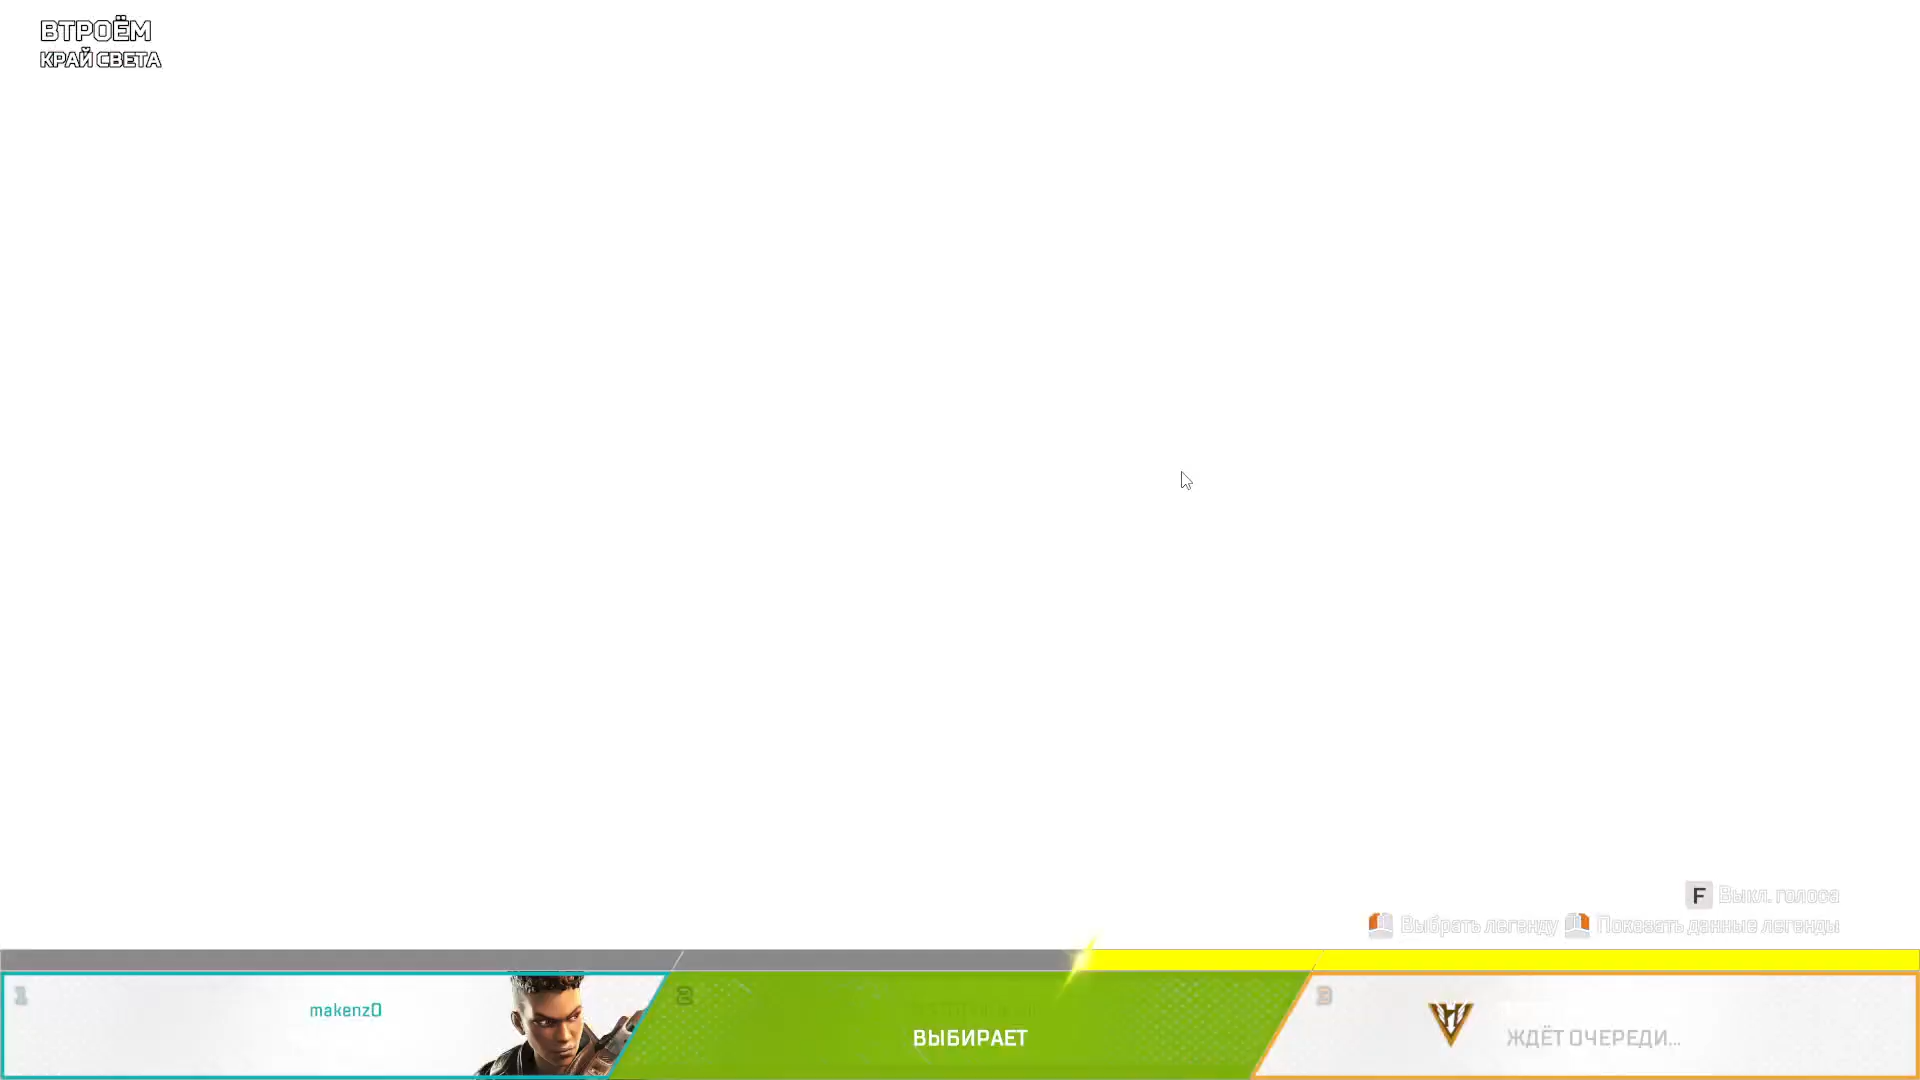 ВТРОЁМ
КРАЙ СВЕТА
F Выкл. голоса
Выбрать легенду Показать данные легенды
1
makenz0
2
ВЫБИРАЕТ
3
ЖДЁТ ОЧЕРЕДИ...